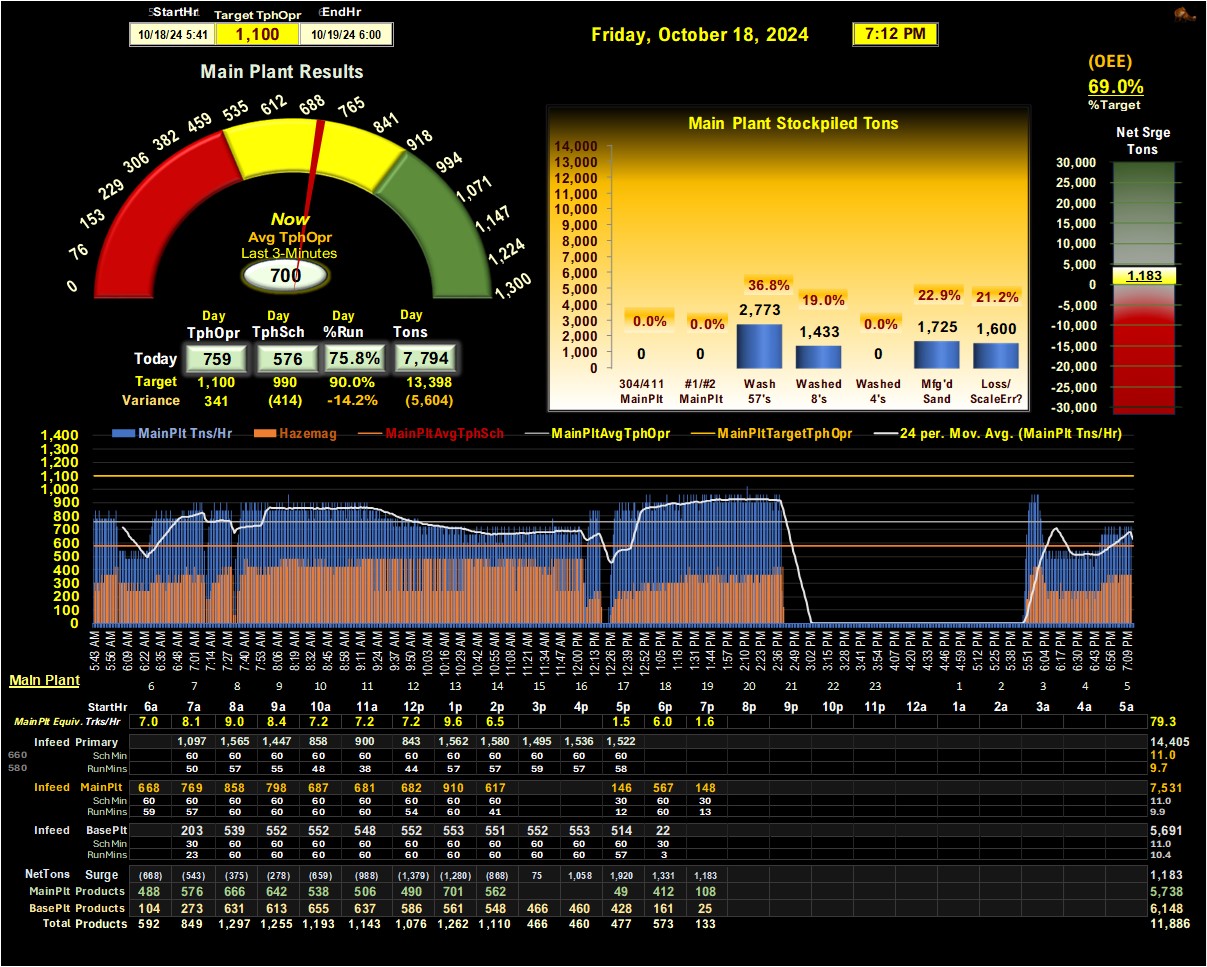 StartHr Target TphOpr EndHr
10/18/24 5:41 1,100 10/19/24 6:00
Friday, October 18, 2024 7:12 PM
(OEE)
69.0%
%Target
Main Plant Results
0 76 153 229 306 382 459 535 612 688 765 841 918 994 1,071 1,147 1,224 1,300
Now
Avg TphOpr
Last 3-Minutes
700
Day Day Day Day
TphOpr TphSch %Run Tons
Today 759 576 75.8% 7,794
Target 1,100 990 90.0% 13,398
Variance 341 (414) -14.2% (5,604)
Main Plant Stockpiled Tons
14,000
13,000
12,000
11,000
10,000
9,000
8,000
7,000
6,000
5,000
4,000
3,000
2,000
1,000
0
0.0% 0.0% 36.8% 19.0% 0.0% 22.9% 21.2%
0 0 2,773 1,433 0 1,725 1,600
304/411 #1/#2 Wash Washed Washed Mfg'd Loss/
MainPlt MainPlt 57's 8's 4's Sand ScaleErr?
Net Srge
Tons
30,000
25,000
20,000
15,000
10,000
5,000
1,183
0
-5,000
-10,000
-15,000
-20,000
-25,000
-30,000
MainPlt Tns/Hr Hazemag MainPltAvgTphSch MainPltAvgTphOpr MainPltTargetTphOpr 24 per. Mov. Avg. (MainPlt Tns/Hr)
1,400
1,300
1,200
1,100
1,000
900
800
700
600
500
400
300
200
100
0
5:43 AM 5:56 AM 6:09 AM 6:22 AM 6:35 AM 6:48 AM 7:01 AM 7:14 AM 7:27 AM 7:40 AM 7:53 AM 8:06 AM 8:19 AM 8:32 AM 8:45 AM 8:58 AM 9:11 AM 9:24 AM 9:37 AM 9:50 AM 10:03 AM 10:16 AM 10:29 AM 10:42 AM 10:55 AM 11:08 AM 11:21 AM 11:34 AM 11:47 AM 12:00 PM 12:13 PM 12:26 PM 12:39 PM 12:52 PM 1:05 PM 1:18 PM 1:31 PM 1:44 PM 1:57 PM 2:10 PM 2:23 PM 2:36 PM 2:49 PM 3:02 PM 3:15 PM 3:28 PM 3:41 PM 3:54 PM 4:07 PM 4:20 PM 4:33 PM 4:46 PM 4:59 PM 5:12 PM 5:25 PM 5:38 PM 5:51 PM 6:04 PM 6:17 PM 6:30 PM 6:43 PM 6:56 PM 7:09 PM
Main Plant
6 7 8 9 10 11 12 13 14 15 16 17 18 19 20 21 22 23 1 2 3 4 5
StartHr 6a 7a 8a 9a 10a 11a 12p 1p 2p 3p 4p 5p 6p 7p 8p 9p 10p 11p 12a 1a 2a 3a 4a 5a
MainPlt Equiv. Trks/Hr 7.0 8.1 9.0 8.4 7.2 7.2 7.2 9.6 6.5 1.5 6.0 1.6 79.3
Infeed Primary 1,097 1,565 1,447 858 900 843 1,562 1,580 1,495 1,536 1,522 14,405
660 SchMin 60 60 60 60 60 60 60 60 60 60 60 11.0
580 RunMins 50 57 55 48 38 44 57 57 59 57 58 9.7
Infeed MainPlt 668 769 858 798 687 681 682 910 617 146 567 148 7,531
SchMin 60 60 60 60 60 60 60 60 60 30 60 30 11.0
RunMins 59 57 60 60 60 60 54 60 41 12 60 13 9.9
Infeed BasePlt 203 539 552 552 548 552 553 551 552 553 514 22 5,691
SchMin 30 60 60 60 60 60 60 60 60 60 60 30 11.0
RunMins 23 60 60 60 60 60 60 60 60 60 57 3 10.4
NetTons Surge (668) (543) (375) (278) (659) (988) (1,379) (1,280) (868) 75 1,058 1,920 1,331 1,183 1,183
MainPlt Products 488 576 666 642 538 506 490 701 562 49 412 108 5,738
BasePlt Products 104 273 631 613 655 637 586 561 548 466 460 428 161 25 6,148
Total Products 592 849 1,297 1,255 1,193 1,143 1,076 1,262 1,110 466 460 477 573 133 11,886